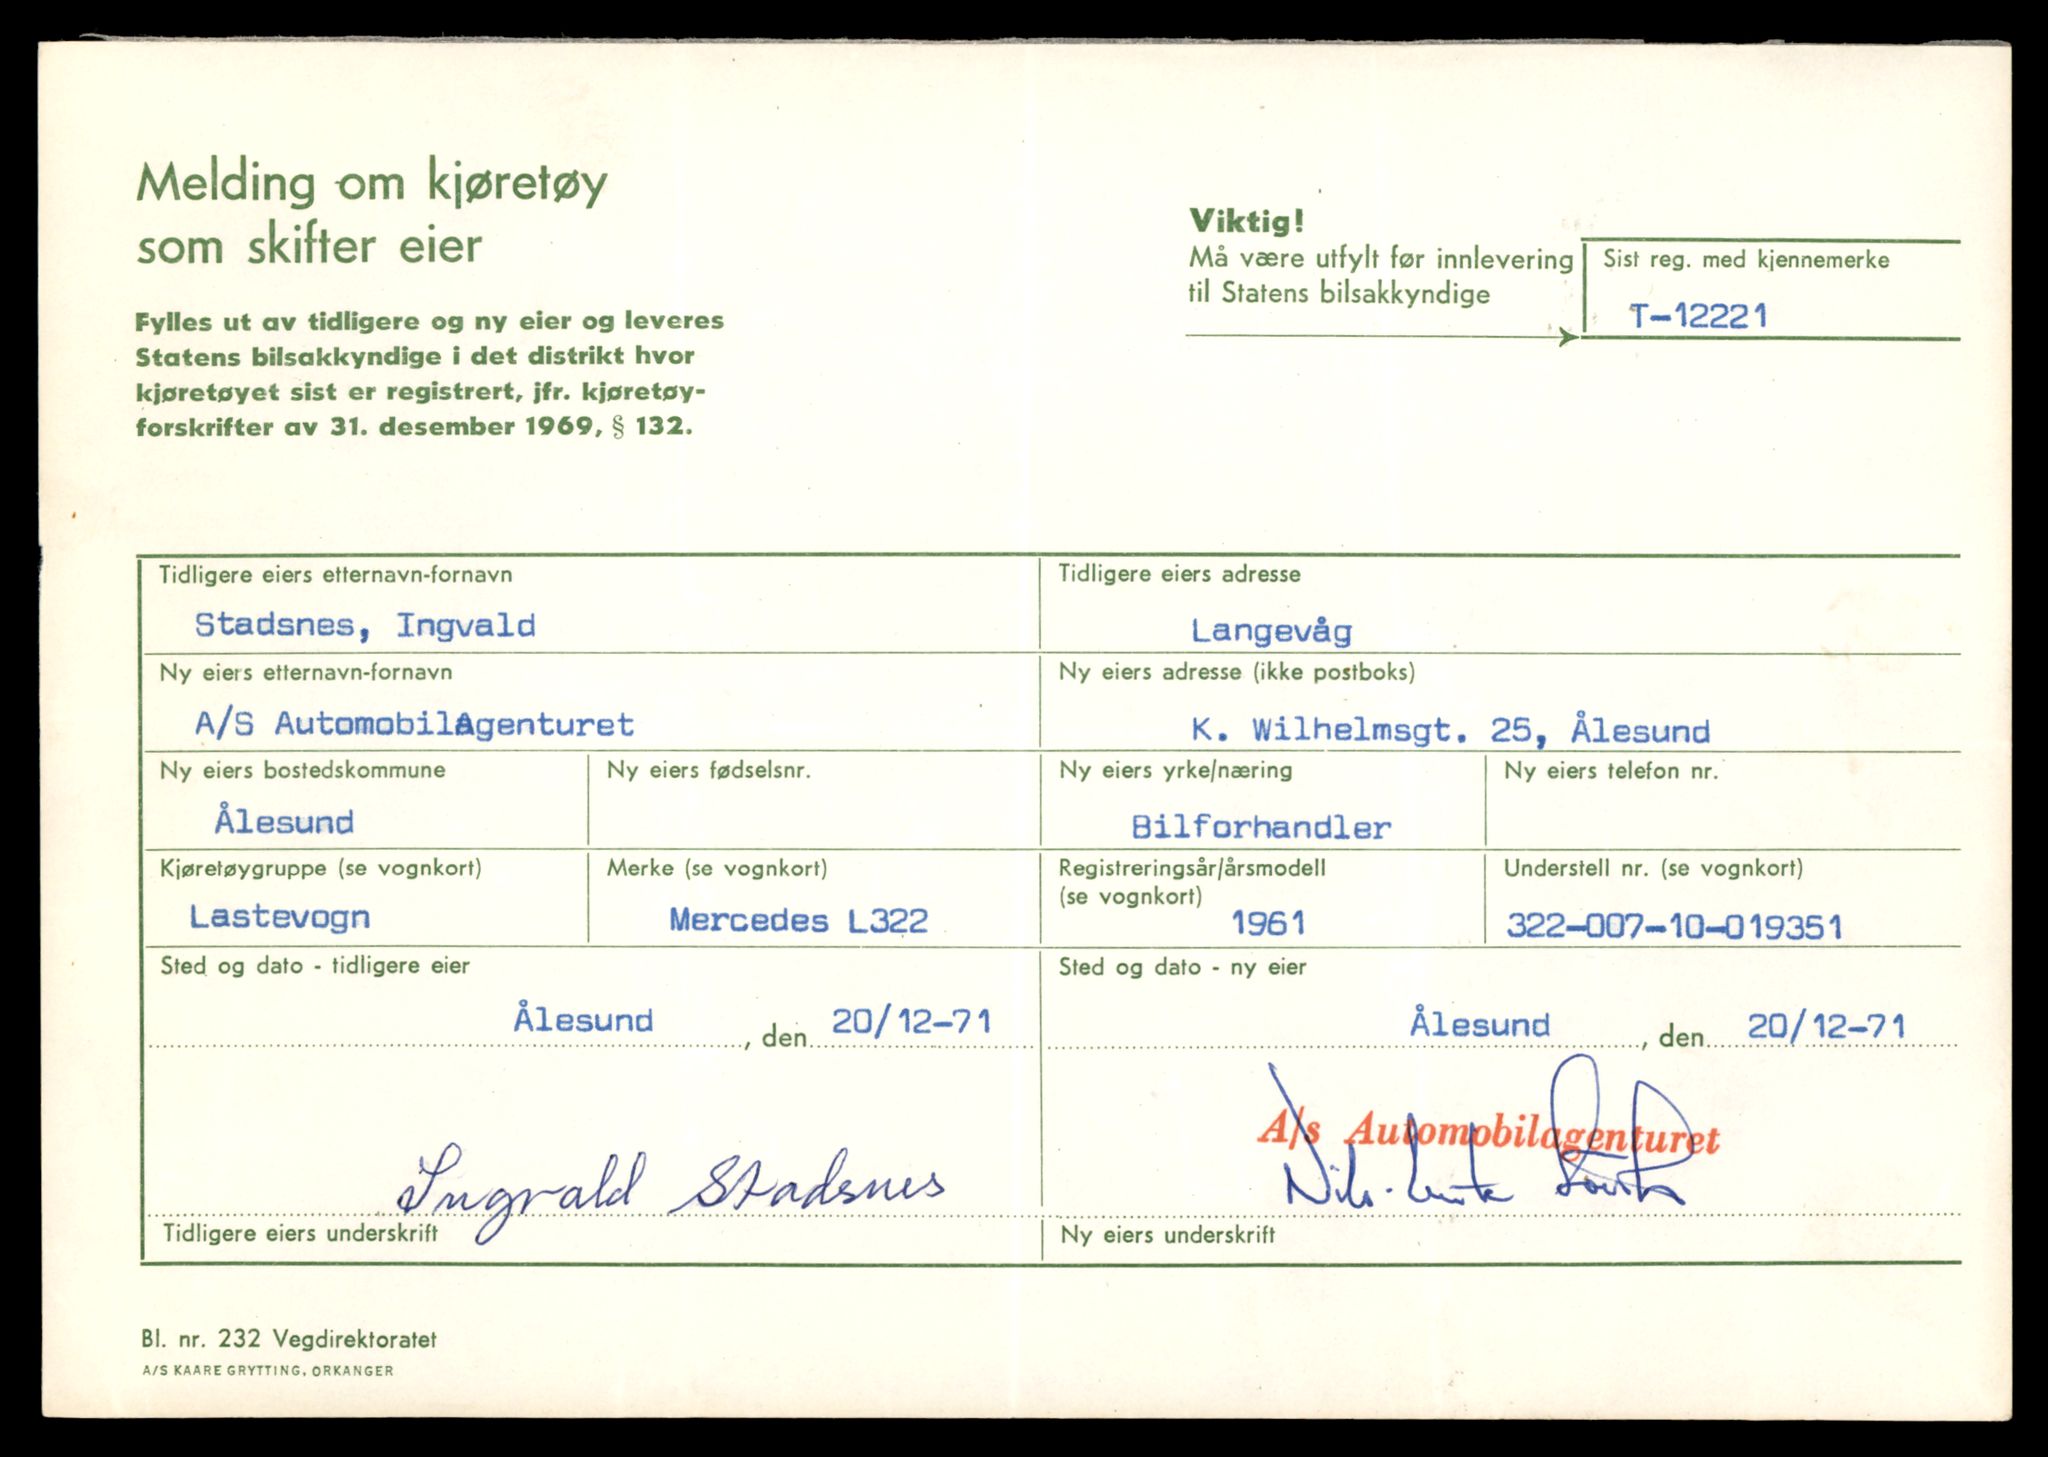 Melding om kjøretøy
som skifter eier
Fylles ut av tidligere og ny eier og leveres
Statens bilsakkyndige i det distrikt hvor
kjøretøyet sist er registrert, jfr. kjøretøy-
forskrifter av 31. desember 1969, § 132.
Viktig!
Må være utfylt før innlevering
til Statens bilsakkyndige
Sist reg. med kjennemerke
T-12221
Tidligere eiers etternavn-fornavn
Stadsnes, Ingvald
Tidligere eiers adresse
Langevåg
Ny eiers etternavn-fornavn
A/S AutomobilAgenturet
Ny eiers adresse (ikke postboks)
K. Wilhelmsgt. 25, Ålesund
Ny eiers bostedskommune
Ålesund
Ny eiers fødselsnr.
Ny eiers yrke/næring
Bilforhandler
Ny eiers telefon nr.
Kjøretøygruppe (se vognkort)
Lastevogn
Merke (se vognkort)
Mercedes L322
Registreringsår/årsmodell
(se vognkort)
1961
Understell nr. (se vognkort)
322-007-10-019351
Sted og dato - tidligere eier
Ålesund, den 20/12-71
Sted og dato - ny eier
Ålesund, den 20/12-71
Ingvald Stadsnes
A/s Automobilagenturet
Nils
Tidligere eiers underskrift
Ny eiers underskrift
Bl. nr. 232 Vegdirektoratet
A/S KAARE GRYTTING, ORKANGER